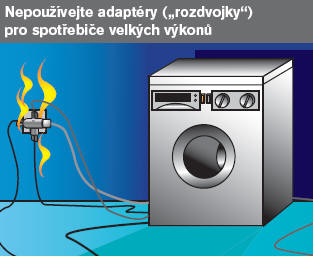 Nepoužívejte adaptéry („rozdvojky“)
pro spotřebiče velkých výkonů